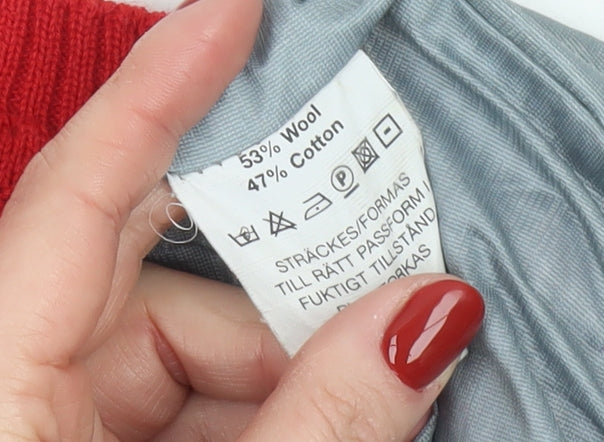 53% Wool
47% Cotton
P
STRÄCKES/FORMAS
TILL RÄTT PASSFORM I
FUKTIGT TILLSTÅND